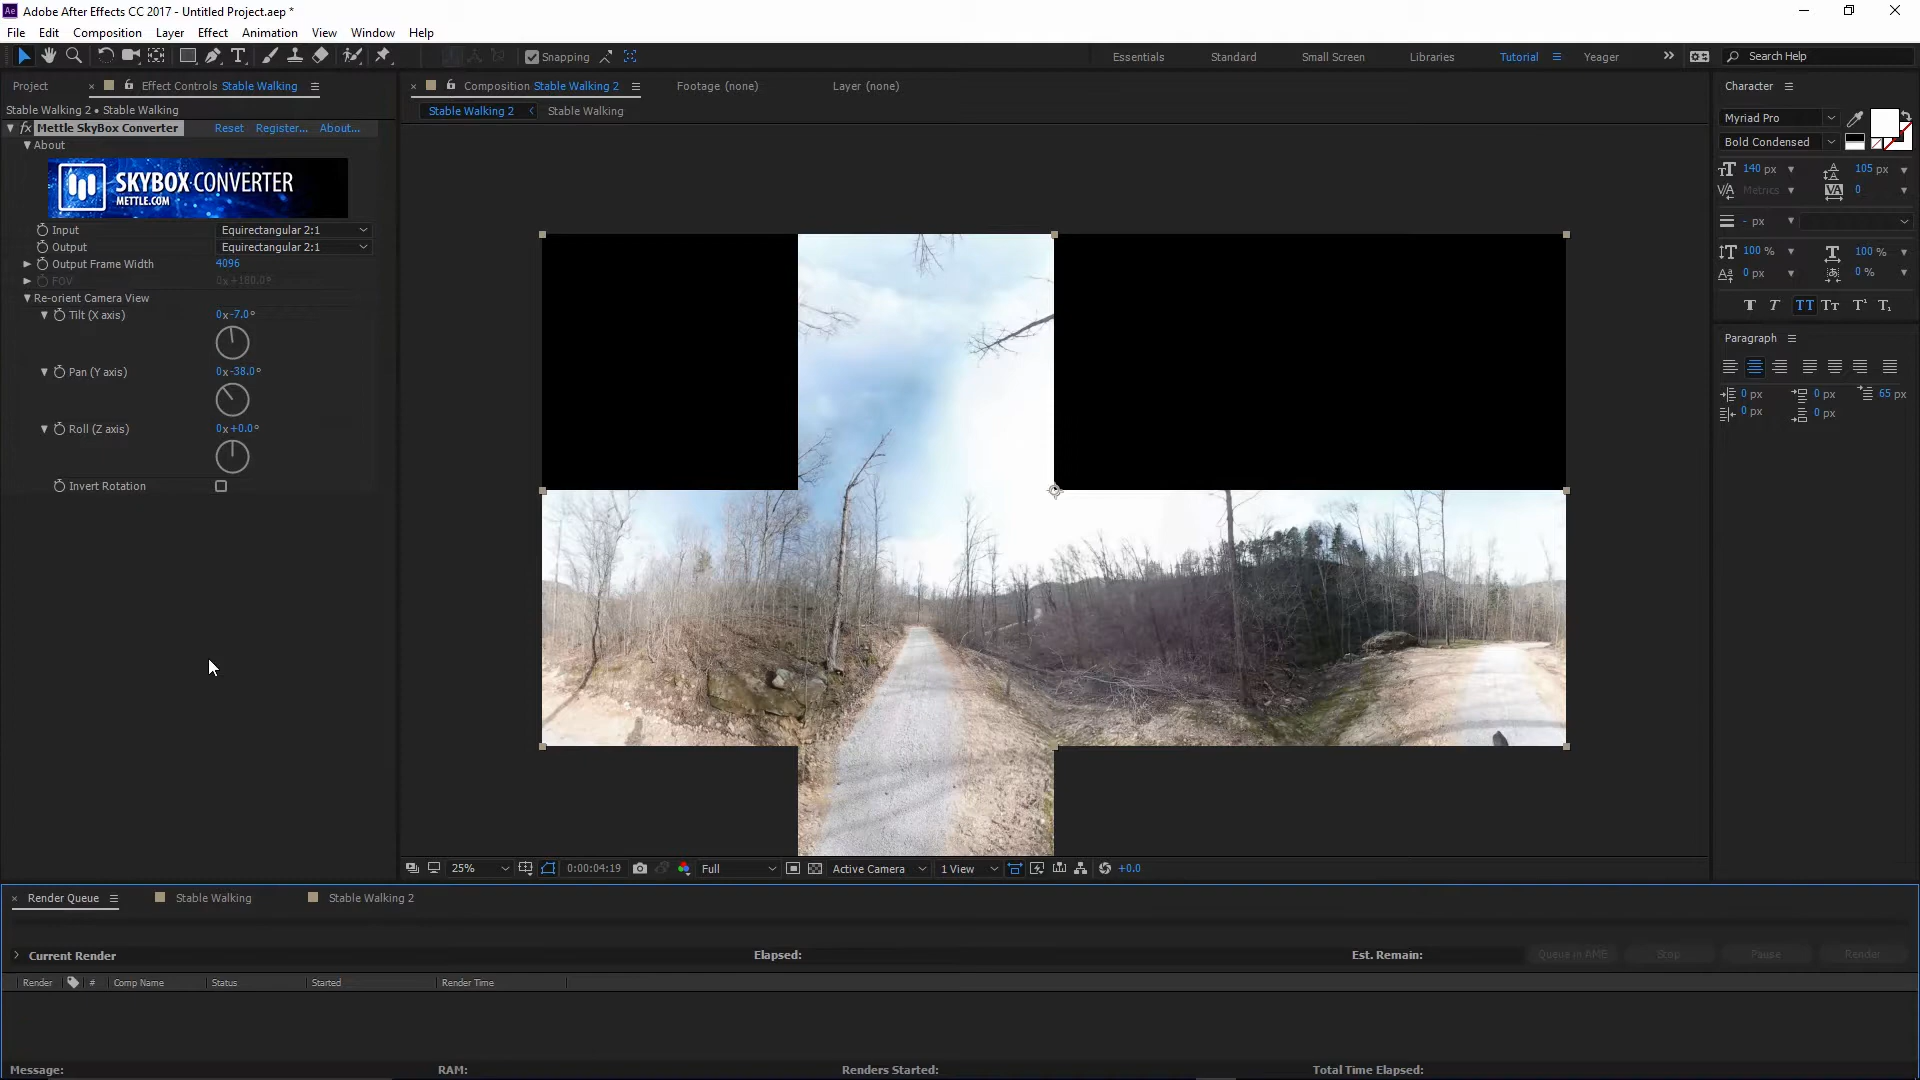 Adobe After Effects CC 2017 - Untitled Project.aep *
File Edit Composition Layer Effect Animation View Window Help
Snapping Essentials Standard Small Screen Libraries Tutorial Yeager Search Help
Project Effect Controls Stable Walking Composition Stable Walking 2 Footage (none) Layer (none) Character
Stable Walking 2 • Stable Walking Stable Walking 2 Stable Walking
Mettle SkyBox Converter Reset Register... About...
About
SKYBOX CONVERTER
METTLE.COM
Input Equirectangular 2:1
Output Equirectangular 2:1
Output Frame Width 4096
FOV 0x+180.0°
Re-orient Camera View
Tilt (X axis) 0x-7.0°
Pan (Y axis) 0x-38.0°
Roll (Z axis) 0x+0.0°
Invert Rotation
Myriad Pro
Bold Condensed
140 px 105 px
Metrics 0
- px
100 % 100 %
0 px 0 %
T T TT Tt T¹ T₁
Paragraph
0 px 0 px 65 px
0 px 0 px
25% 0:00:04:19 Full Active Camera 1 View +0.0
Render Queue Stable Walking Stable Walking 2
Current Render Elapsed: Est. Remain: Queue in AME Stop Pause Render
Render # Comp Name Status Started Render Time
Message: RAM: Renders Started: Total Time Elapsed: